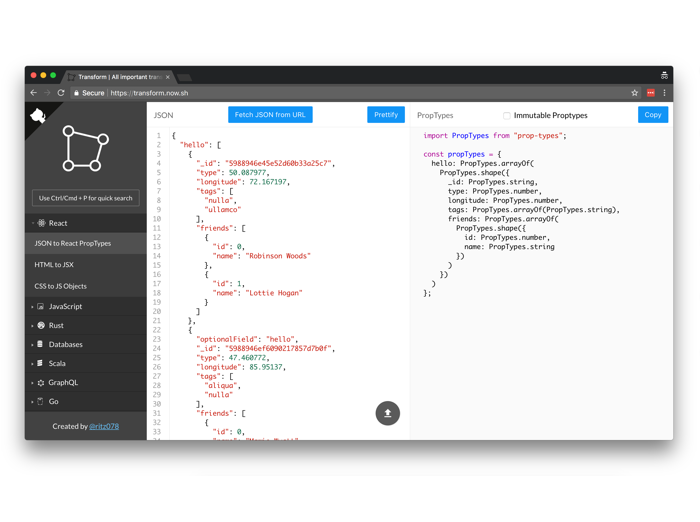 Transform | All important tran
Secure | https://transform.now.sh
Use Ctrl/Cmd + P for quick search
React
JSON to React PropTypes
HTML to JSX
CSS to JS Objects
JavaScript
Rust
Databases
Scala
GraphQL
Go
Created by @ritz078
JSON
Fetch JSON from URL
Prettify
1 {
2 "hello": [
3 {
4 "_id": "5988946e45e52d60b33a25c7",
5 "type": 50.087977,
6 "longitude": 72.167197,
7 "tags": [
8 "nulla",
9 "ullamco"
10 ],
11 "friends": [
12 {
13 "id": 0,
14 "name": "Robinson Woods"
15 },
16 {
17 "id": 1,
18 "name": "Lottie Hogan"
19 }
20 ]
21 },
22 {
23 "optionalField": "hello",
24 "_id": "5988946ef6090217857d7b0f",
25 "type": 47.460772,
26 "longitude": 85.95137,
27 "tags": [
28 "aliqua",
29 "nulla"
30 ],
31 "friends": [
32 {
33 "id": 0,
PropTypes
Immutable Proptypes
Copy
import PropTypes from "prop-types";
const propTypes = {
hello: PropTypes.arrayOf(
PropTypes.shape({
_id: PropTypes.string,
type: PropTypes.number,
longitude: PropTypes.number,
tags: PropTypes.arrayOf(PropTypes.string),
friends: PropTypes.arrayOf(
PropTypes.shape({
id: PropTypes.number,
name: PropTypes.string
})
)
})
)
};